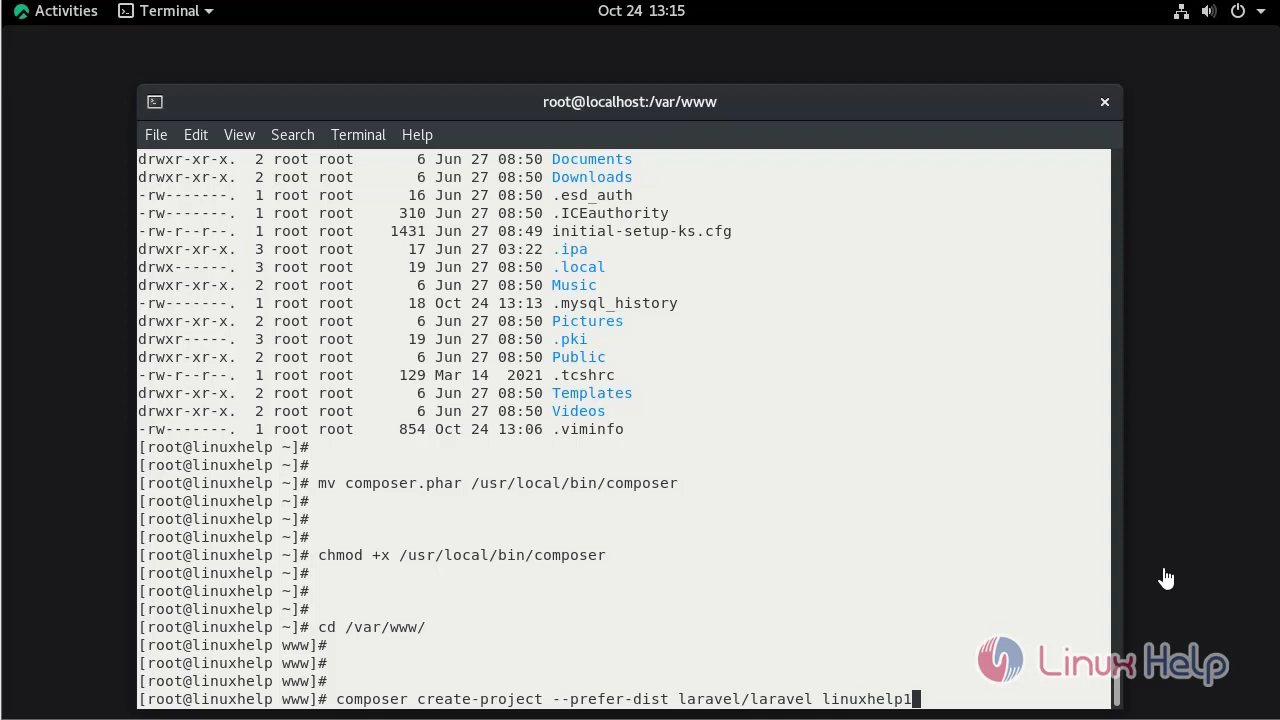 Activities Terminal Oct 24 13:15
root@localhost:/var/www
File Edit View Search Terminal Help
drwxr-xr-x.  2 root root       6 Jun 27 08:50 Documents
drwxr-xr-x.  2 root root       6 Jun 27 08:50 Downloads
-rw-------.  1 root root      16 Jun 27 08:50 .esd_auth
-rw-------.  1 root root     310 Jun 27 08:50 .ICEauthority
-rw-r--r--.  1 root root    1431 Jun 27 08:49 initial-setup-ks.cfg
drwxr-xr-x.  3 root root      17 Jun 27 03:22 .ipa
drwx------.  3 root root      19 Jun 27 08:50 .local
drwxr-xr-x.  2 root root       6 Jun 27 08:50 Music
-rw-------.  1 root root      18 Oct 24 13:13 .mysql_history
drwxr-xr-x.  2 root root       6 Jun 27 08:50 Pictures
drwxr-----.  3 root root      19 Jun 27 08:50 .pki
drwxr-xr-x.  2 root root       6 Jun 27 08:50 Public
-rw-r--r--.  1 root root     129 Mar 14  2021 .tcshrc
drwxr-xr-x.  2 root root       6 Jun 27 08:50 Templates
drwxr-xr-x.  2 root root       6 Jun 27 08:50 Videos
-rw-------.  1 root root     854 Oct 24 13:06 .viminfo
[root@linuxhelp ~]#
[root@linuxhelp ~]#
[root@linuxhelp ~]# mv composer.phar /usr/local/bin/composer
[root@linuxhelp ~]#
[root@linuxhelp ~]#
[root@linuxhelp ~]#
[root@linuxhelp ~]# chmod +x /usr/local/bin/composer
[root@linuxhelp ~]#
[root@linuxhelp ~]#
[root@linuxhelp ~]#
[root@linuxhelp ~]# cd /var/www/
[root@linuxhelp www]#
[root@linuxhelp www]#
[root@linuxhelp www]#
[root@linuxhelp www]# composer create-project --prefer-dist laravel/laravel linuxhelp1
Linux Help